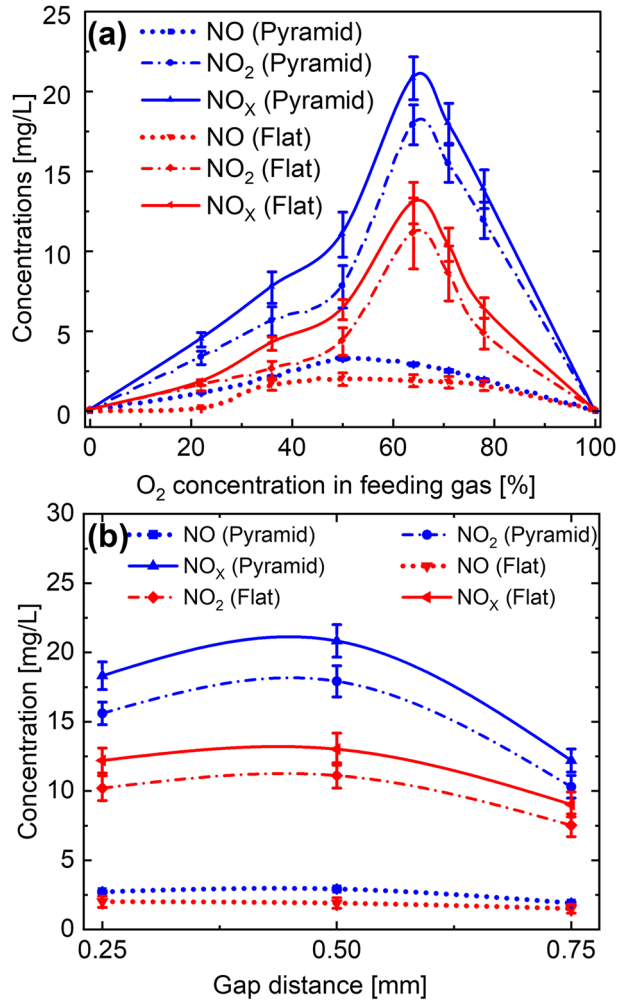 (a)
NO (Pyramid)
NO₂ (Pyramid)
NOX (Pyramid)
NO (Flat)
NO₂ (Flat)
NOX (Flat)
Concentrations [mg/L]
25
20
15
10
5
0
0 20 40 60 80 100
O₂ concentration in feeding gas [%]
(b)
NO (Pyramid) NO₂ (Pyramid)
NOX (Pyramid) NO (Flat)
NO₂ (Flat) NOX (Flat)
Concentration [mg/L]
30
25
20
15
10
5
0
0.25 0.50 0.75
Gap distance [mm]